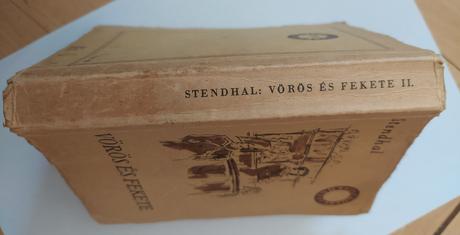 STENDHAL: VÖRÖS ÉS FEKETE II.
Stendhal
VÖRÖS ÉS FEKETE